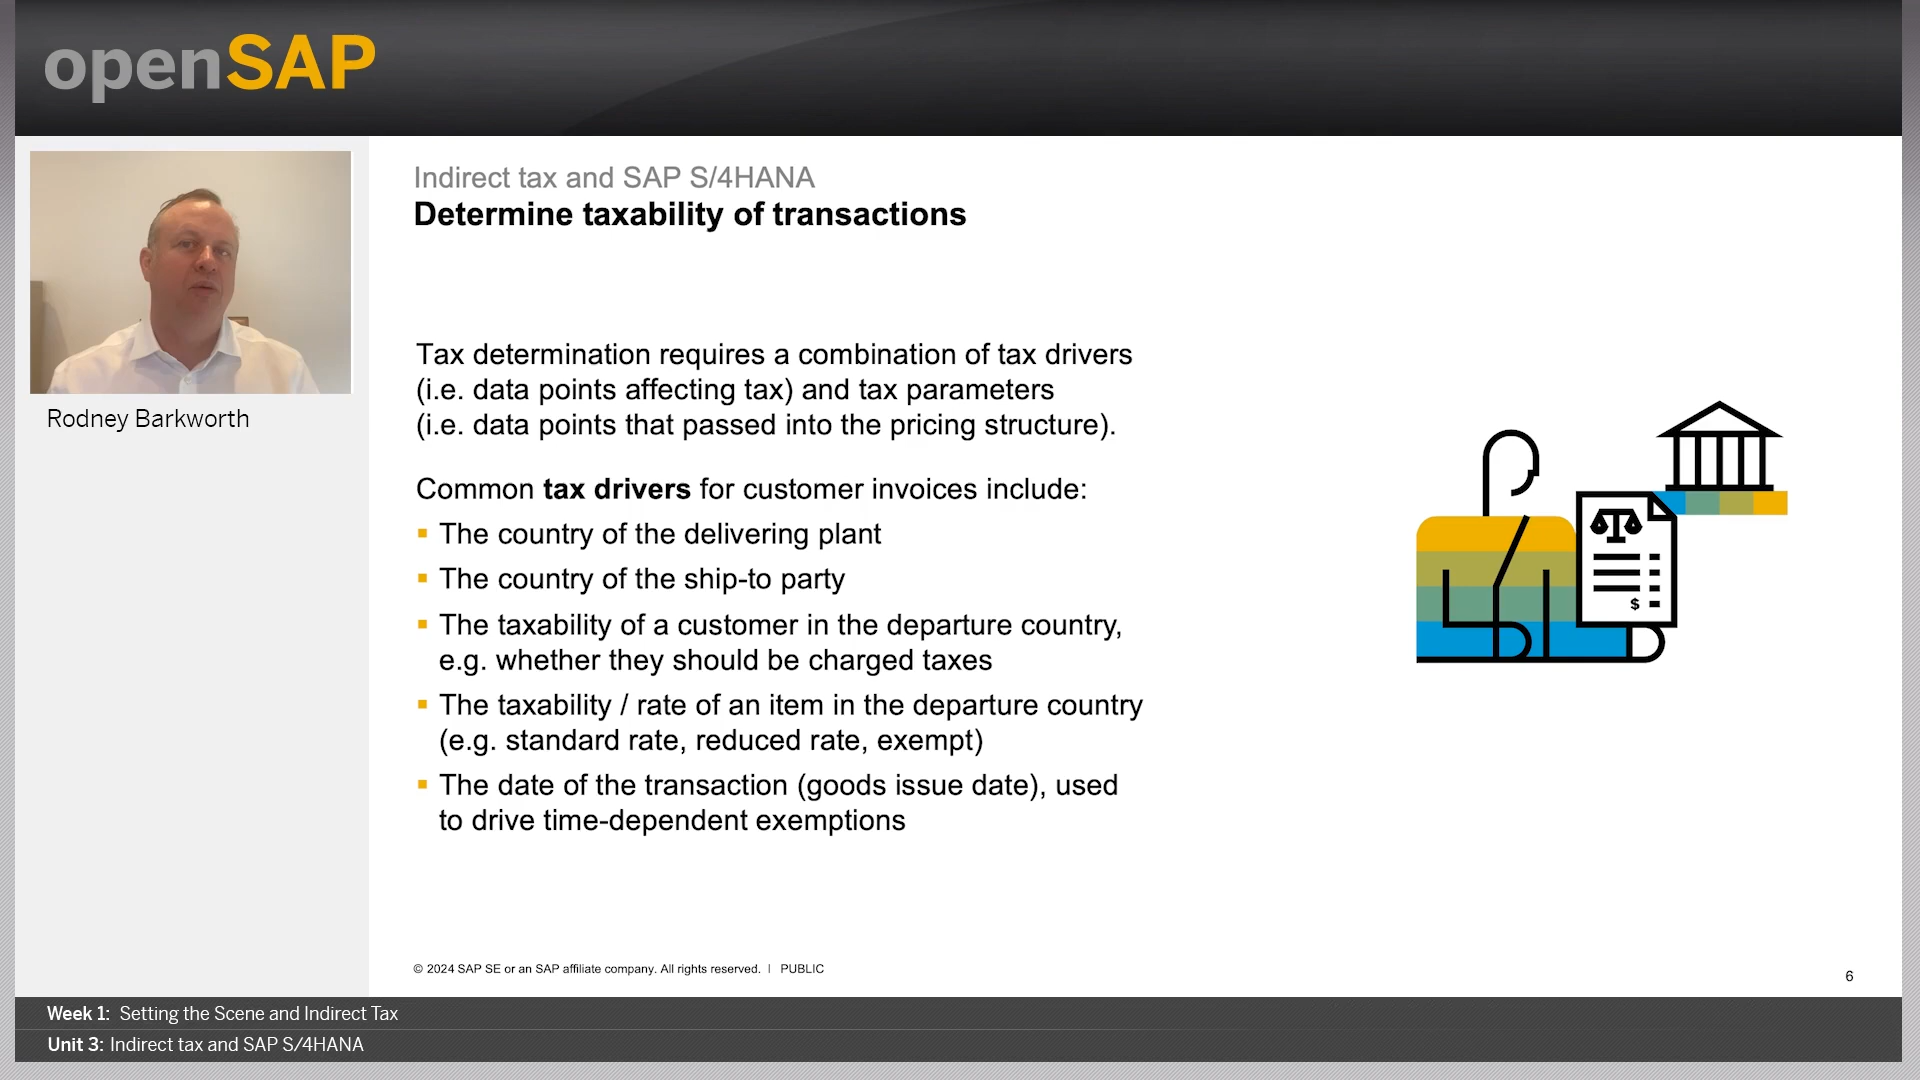 openSAP
Rodney Barkworth
Indirect tax and SAP S/4HANA
Determine taxability of transactions
Tax determination requires a combination of tax drivers
(i.e. data points affecting tax) and tax parameters
(i.e. data points that passed into the pricing structure).
Common tax drivers for customer invoices include:
▪ The country of the delivering plant
▪ The country of the ship-to party
▪ The taxability of a customer in the departure country,
e.g. whether they should be charged taxes
▪ The taxability / rate of an item in the departure country
(e.g. standard rate, reduced rate, exempt)
▪ The date of the transaction (goods issue date), used
to drive time-dependent exemptions
$
© 2024 SAP SE or an SAP affiliate company. All rights reserved. | PUBLIC
6
Week 1: Setting the Scene and Indirect Tax
Unit 3: Indirect tax and SAP S/4HANA